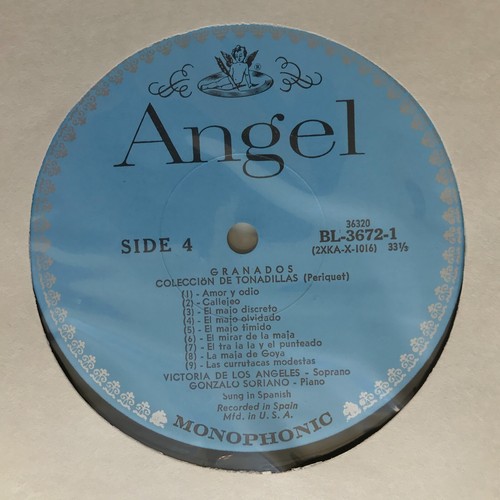 Angel
SIDE 4
36320
BL-3672-1
(2XKA-X-1016) 33⅓
GRANADOS
COLECCION DE TONADILLAS (Periquet)
(1) - Amor y odio
(2) - Callejeo
(3) - El majo discreto
(4) - El majo olvidado
(5) - El majo timido
(6) - El mirar de la maja
(7) - El tra la la y el punteado
(8) - La maja de Goya
(9) - Las currutacas modestas
VICTORIA DE LOS ANGELES - Soprano
GONZALO SORIANO - Piano
Sung in Spanish
Recorded in Spain
Mfd. in U. S. A.
MONOPHONIC